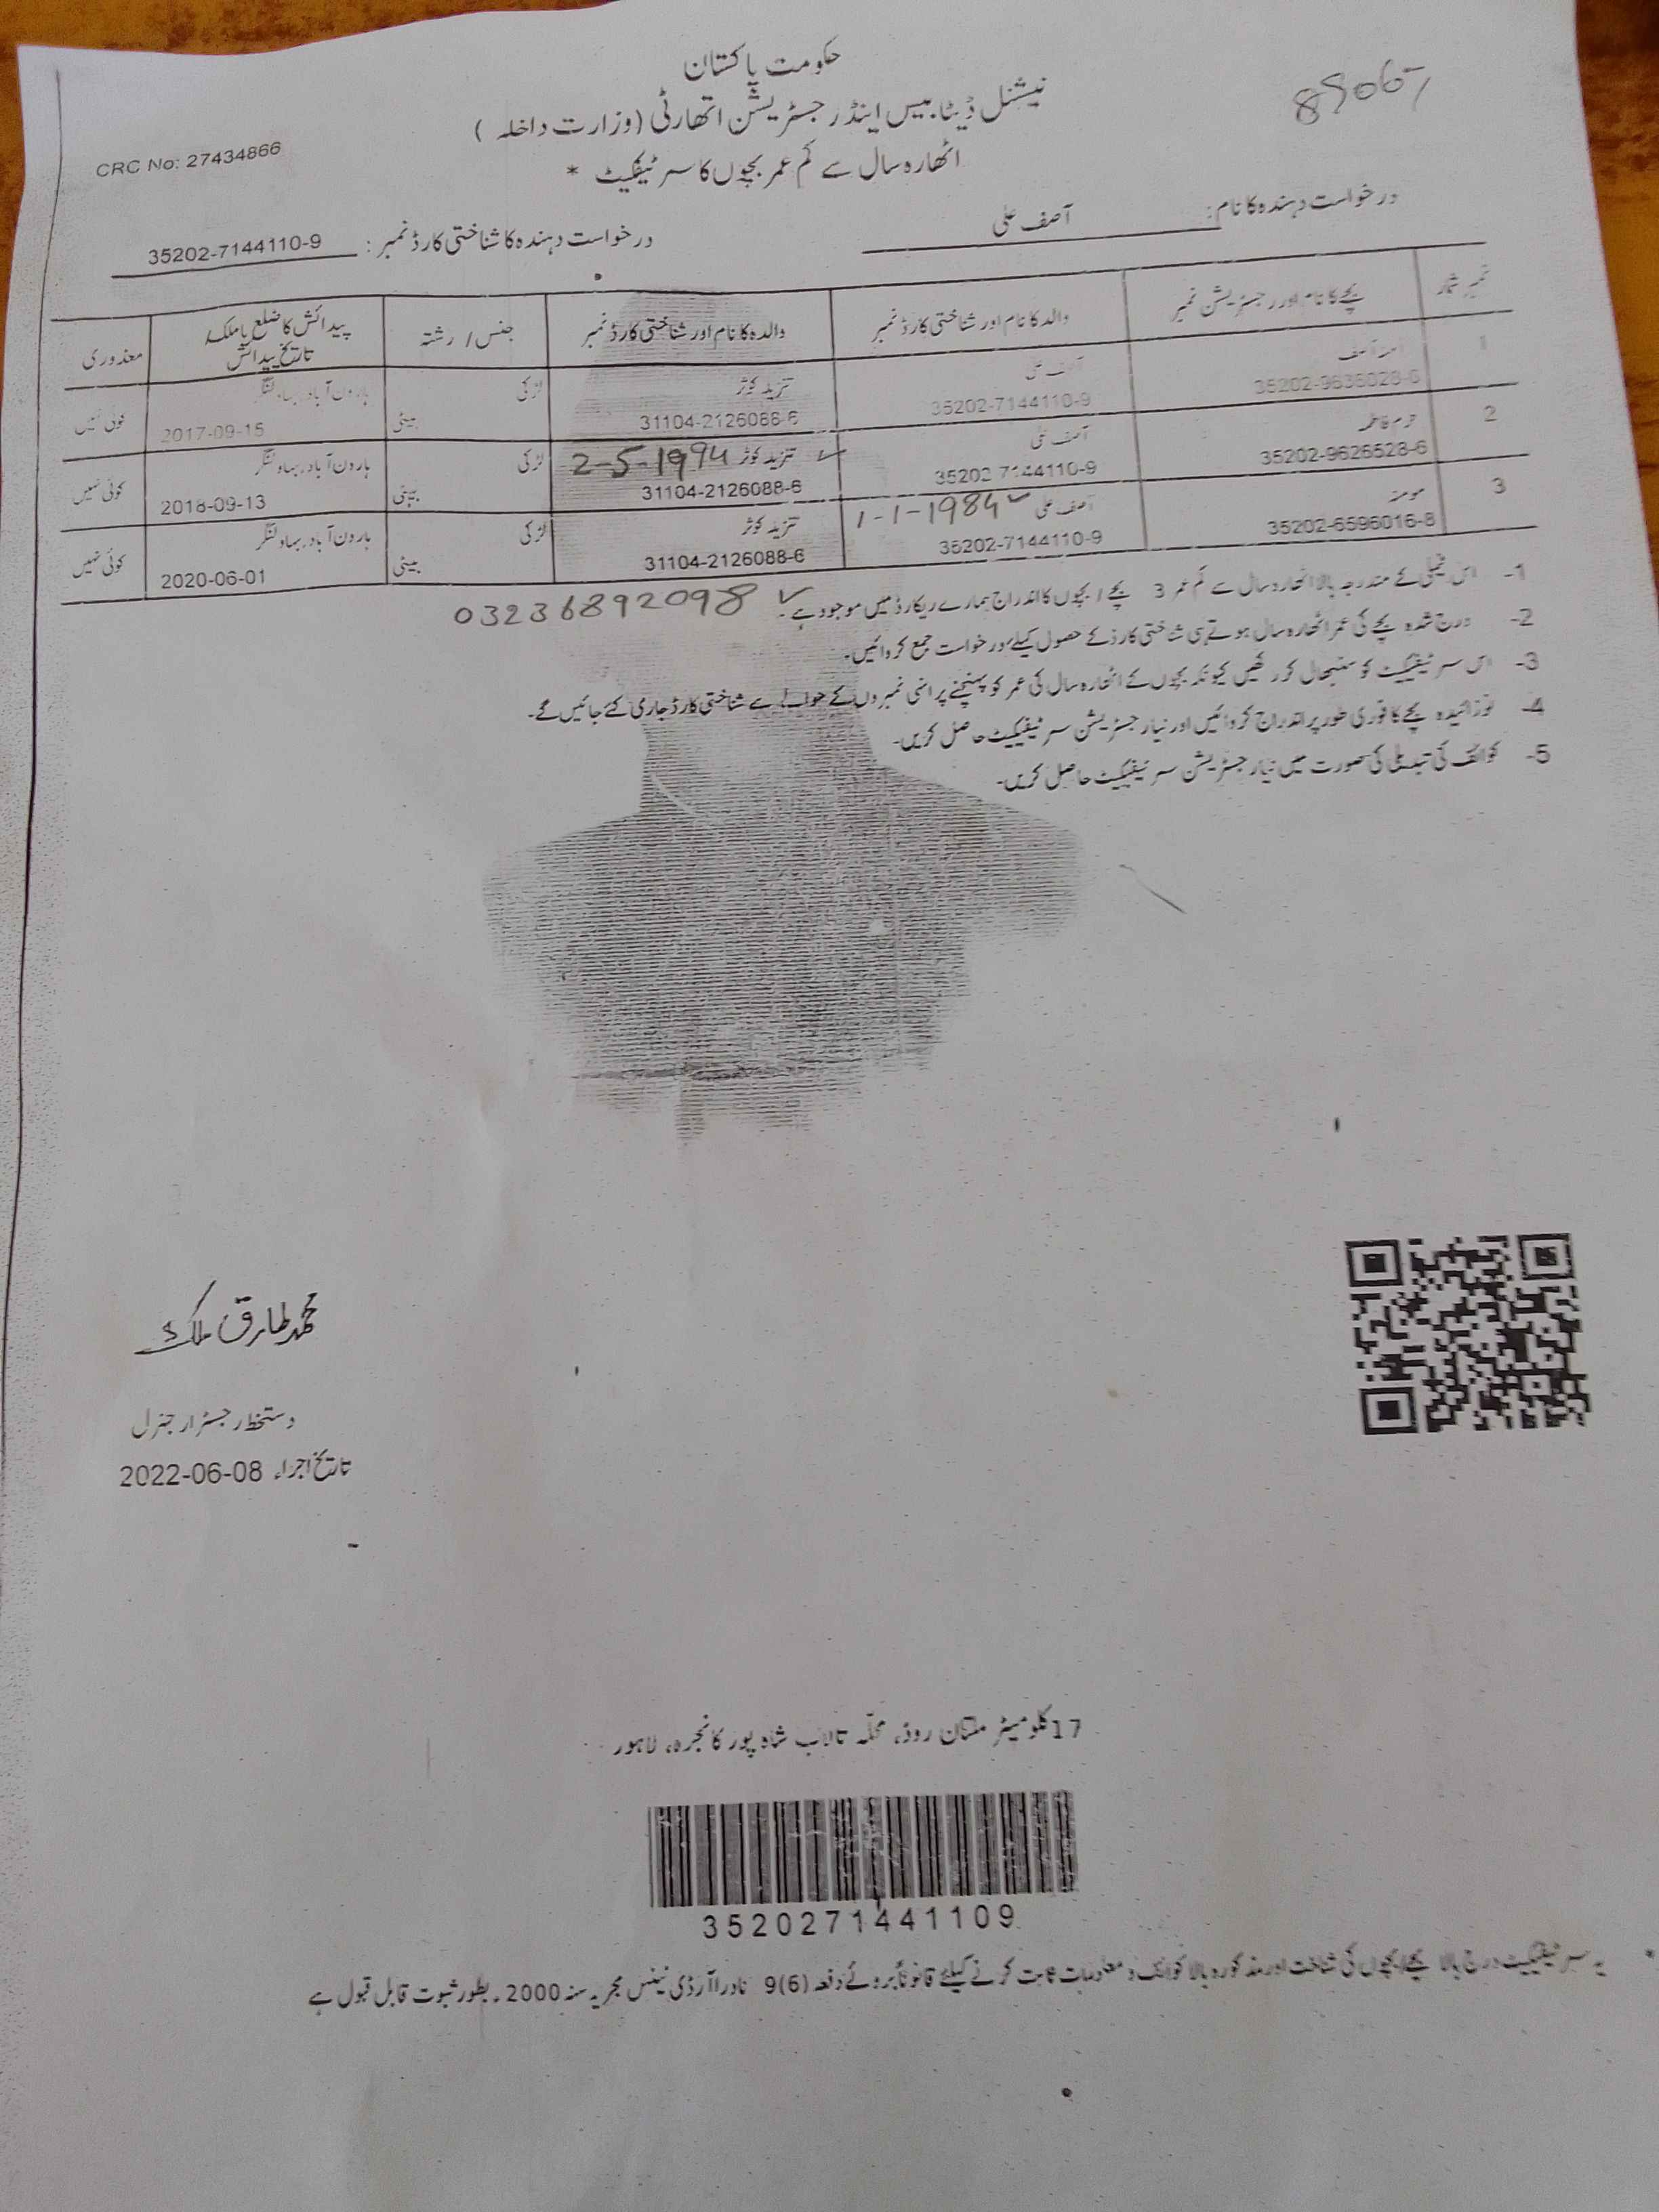 حکومت پاکستان
نیشنل ڈیٹا بیس اینڈ رجسٹریشن اتھارٹی (وزارت داخلہ)
CRC No: 27434866
اٹھارہ سال سے کم عمر بچوں کا سرٹیفکیٹ *
درخواست دہندہ کا نام: آصف علی
درخواست دہندہ کا شناختی کارڈ نمبر: 35202-7144110-9
نمبر شمار بچے کا نام اور رجسٹریشن نمبر والد کا نام اور شناختی کارڈ نمبر والدہ کا نام اور شناختی کارڈ نمبر جنس / رشتہ پیدائش کا ضلع یا ملک تاریخ پیدائش معذوری
1 آصف علی کوثر لڑکی ہارون آباد، بہاولنگر
35202-9636028-6 35202-7144110-9 31104-2126088-6 بیٹی 2017-09-15 کوئی نہیں
2 حرم فاطمہ آصف علی کوثر 2-5-1994 لڑکی ہارون آباد، بہاولنگر
35202-9626528-6 35202-7144110-9 31104-2126088-6 بیٹی 2018-09-13 کوئی نہیں
3 مومنہ آصف علی 1-1-1984 کوثر لڑکی ہارون آباد، بہاولنگر
35202-6596016-8 35202-7144110-9 31104-2126088-6 بیٹی 2020-06-01 کوئی نہیں
1- اس فیملی کے مندرجہ بالا اٹھارہ سال سے کم عمر 3 بچے / بچوں کا اندراج ہمارے ریکارڈ میں موجود ہے۔
03236892098
2- درج شدہ بچے کی عمر اٹھارہ سال ہوتے ہی شناختی کارڈ کے حصول کیلئے درخواست جمع کروائیں۔
3- اس سرٹیفیکیٹ کو سنبھال کر رکھیں کیونکہ بچوں کے اٹھارہ سال کی عمر کو پہنچنے پر انہی نمبروں کے حوالے سے شناختی کارڈ جاری کئے جائیں گے۔
4- نوزائیدہ بچے کا فوری طور پر اندراج کروائیں اور نیا رجسٹریشن سرٹیفیکیٹ حاصل کریں۔
5- کوائف کی تبدیلی کی صورت میں نیا رجسٹریشن سرٹیفیکیٹ حاصل کریں۔
محمد طارق ملک
دستخط رجسٹرار جنرل
تاریخ اجراء 2022-06-08
17 کلومیٹر ملتان روڈ، محلہ تالاب شاہ پور کانجرہ، لاہور
3520271441109
* یہ سرٹیفیکیٹ درج بالا بچے/بچوں کی شناخت اور مذکورہ بالا کوائف و معلومات ثابت کرنے کیلئے قانوناً بروئے دفعہ 9(6) نادرا آرڈی نینس مجریہ سنہ 2000ء بطور ثبوت قابل قبول ہے